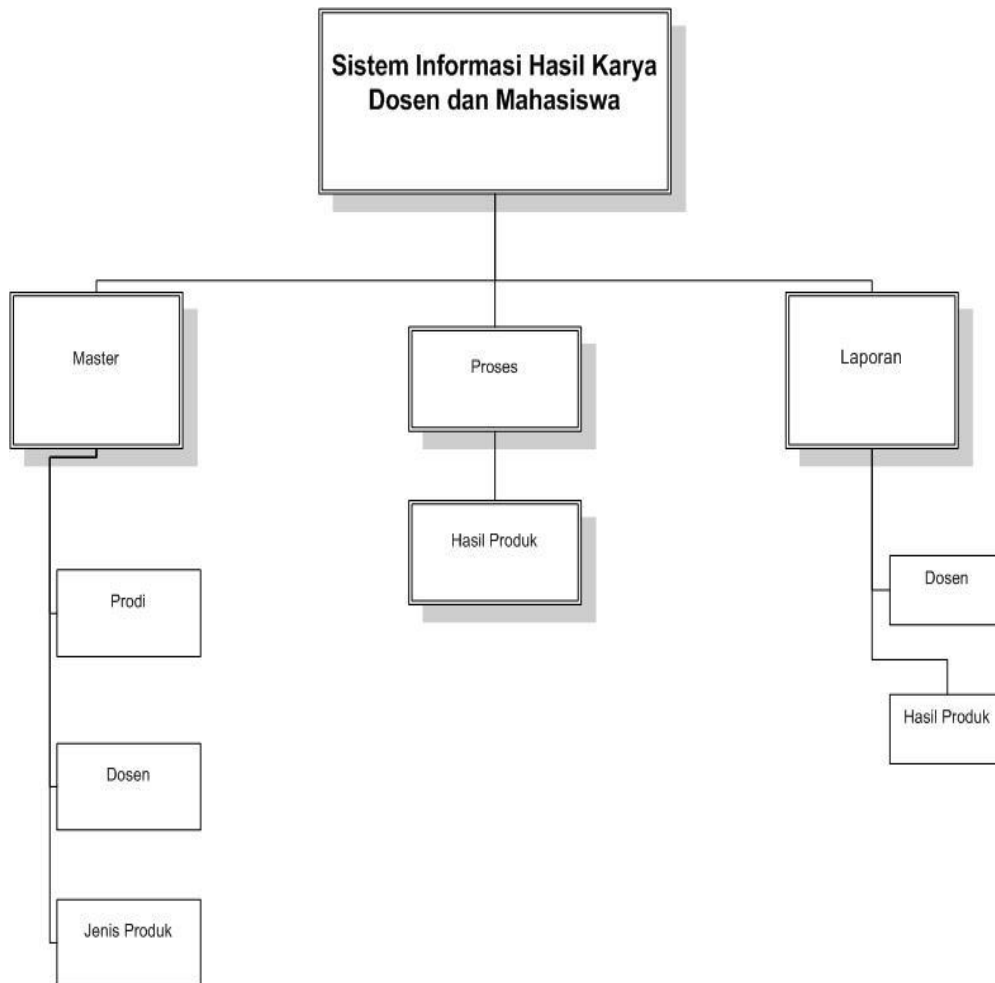 Sistem Informasi Hasil Karya
Dosen dan Mahasiswa
Master
Proses
Laporan
Hasil Produk
Prodi
Dosen
Jenis Produk
Dosen
Hasil Produk